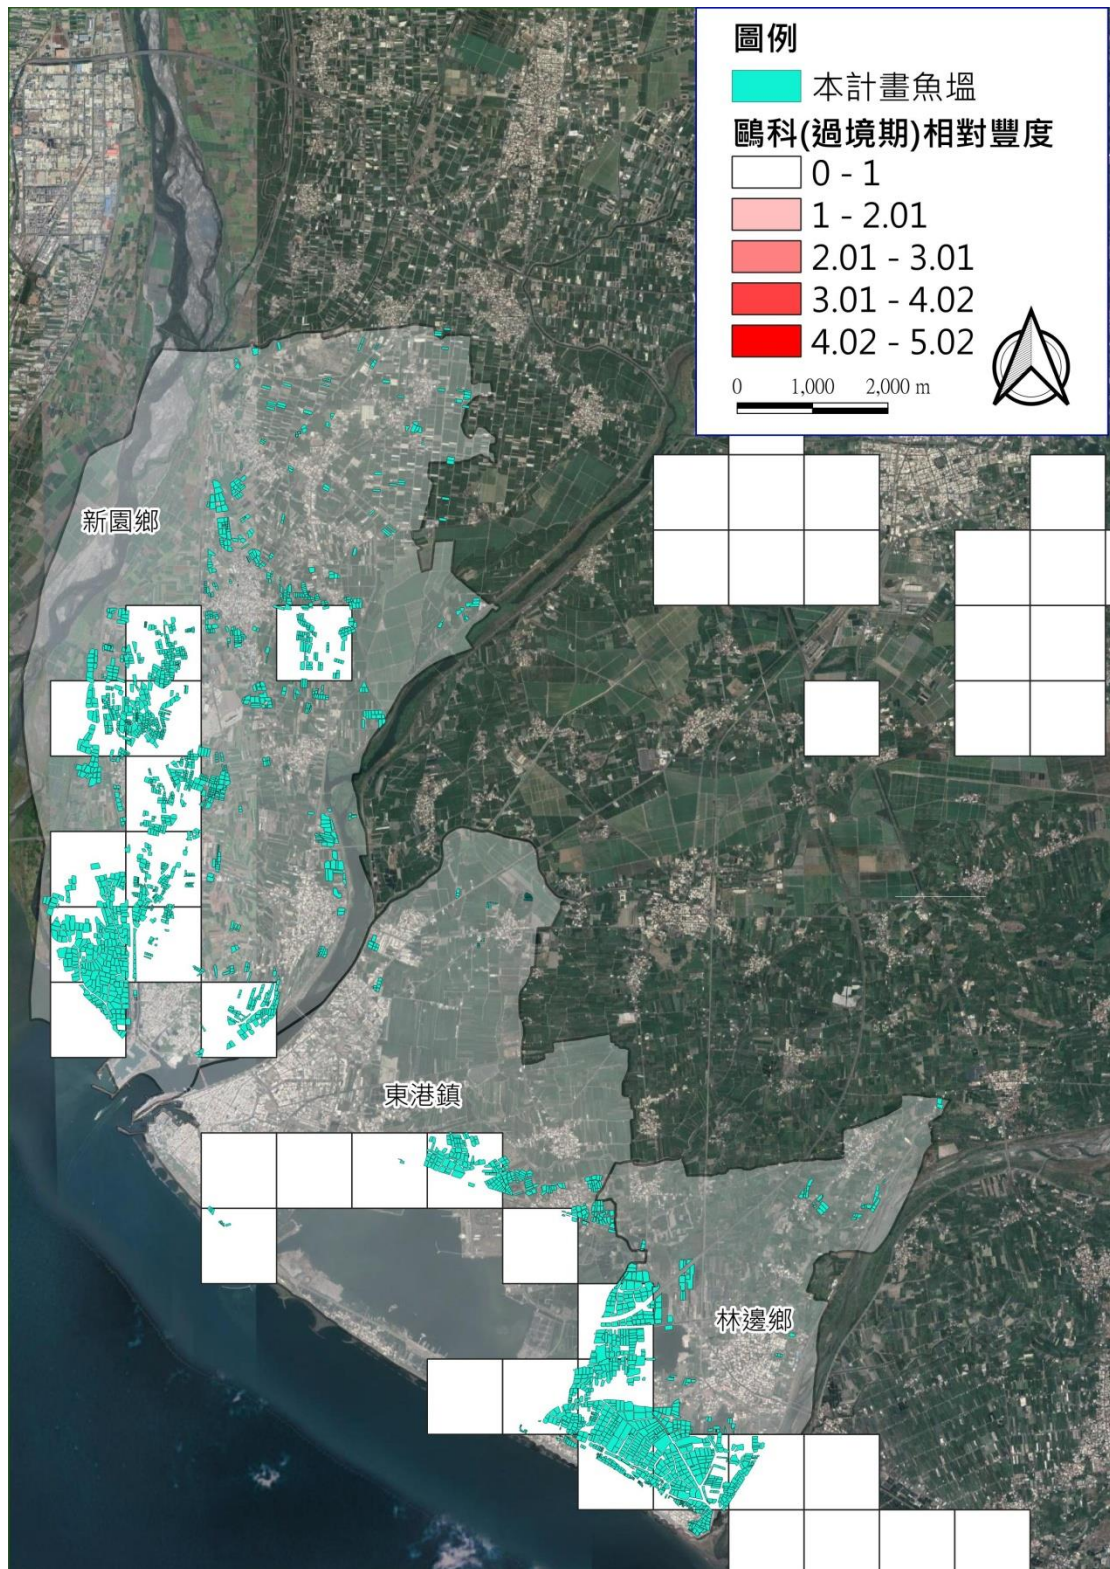 圖例
本計畫魚塭
鷗科(過境期)相對豐度
0 - 1
1 - 2.01
2.01 - 3.01
3.01 - 4.02
4.02 - 5.02
0 1,000 2,000 m
新園鄉
東港鎮
林邊鄉